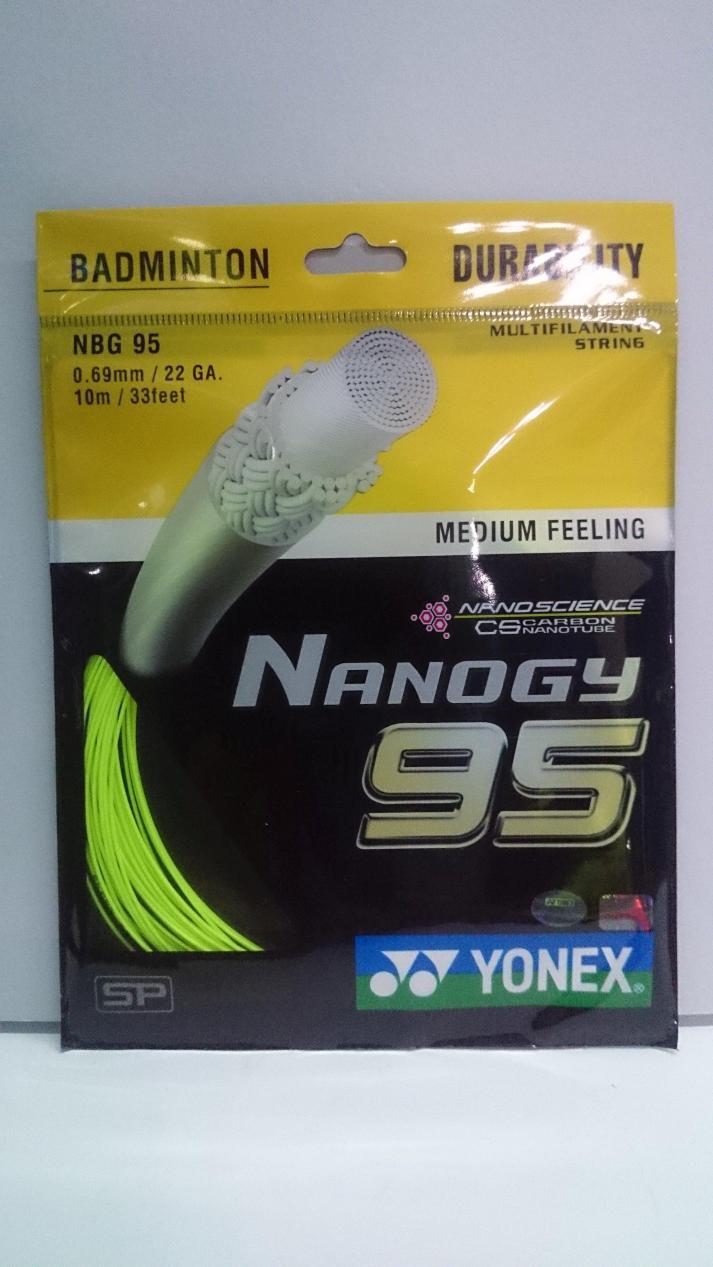 BADMINTON
DURABILITY
NBG 95
0.69mm / 22 GA.
10m / 33feet
MULTIFILAMENT
STRING
MEDIUM FEELING
NANOSCIENCE
CS CARBON
NANOTUBE
NANOGY
95
SP
YONEX®